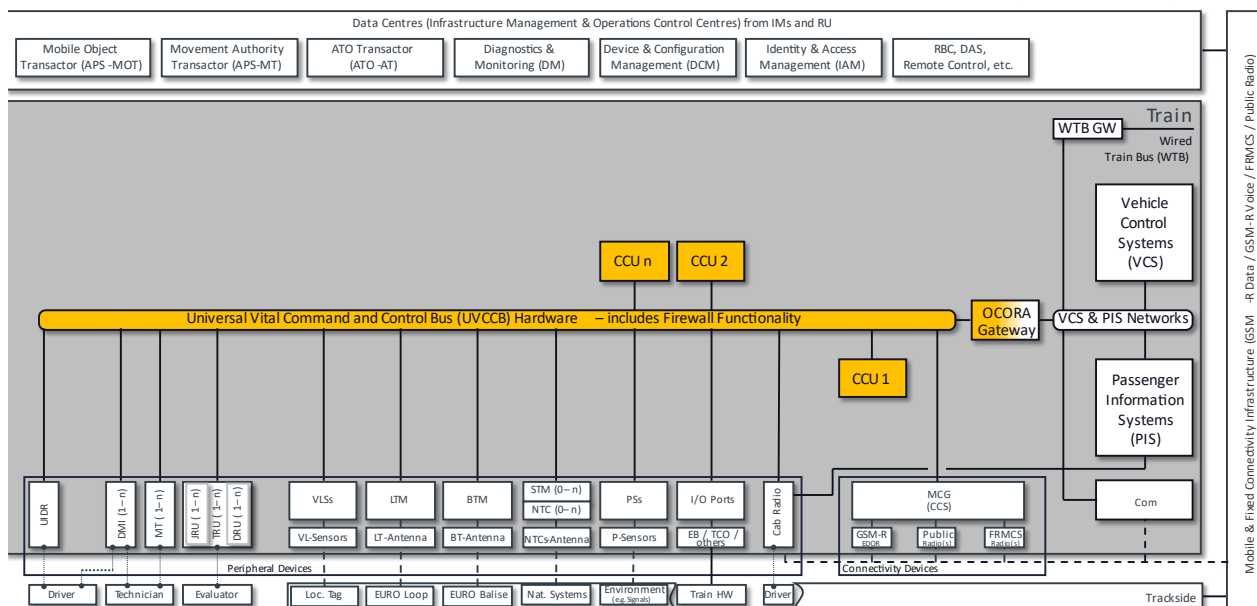 Data Centres (Infrastructure Management & Operations Control Centres) from IMs and RU
Mobile Object
Transactor (APS -MOT)
Movement Authority
Transactor (APS-MT)
ATO Transactor
(ATO -AT)
Diagnostics &
Monitoring (DM)
Device & Configuration
Management (DCM)
Identity & Access
Management (IAM)
RBC, DAS,
Remote Control, etc.
Mobile & Fixed Connectivity Infrastructure (GSM -R Data / GSM-R Voice / FRMCS / Public Radio)
Train
WTB GW
Wired
Train Bus (WTB)
Vehicle
Control
Systems
(VCS)
CCU n
CCU 2
Universal Vital Command and Control Bus (UVCCB) Hardware – includes Firewall Functionality
OCORA
Gateway
VCS & PIS Networks
CCU 1
Passenger
Information
Systems
(PIS)
UIDR
DMI (1– n)
MT ( 1– n)
JRU ( 1– n)
TRU ( 1– n)
DRU ( 1– n)
VLSs
LTM
BTM
STM (0– n)
NTC (0– n)
PSs
I/O Ports
Cab Radio
MCG
(CCS)
Com
VL-Sensors
LT-Antenna
BT-Antenna
NTCs-Antenna
P-Sensors
EB / TCO /
others
GSM-R
EDOR
Public
Radio(s)
FRMCS
Radio(s)
Peripheral Devices
Connectivity Devices
Driver
Technician
Evaluator
Loc. Tag
EURO Loop
EURO Balise
Nat. Systems
Environment
(e.g. Signals)
Train HW
Driver
Trackside